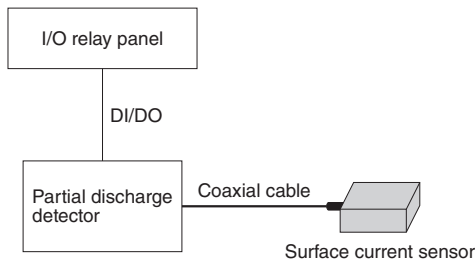 I/O relay panel
DI/DO
Partial discharge
detector
Coaxial cable
Surface current sensor